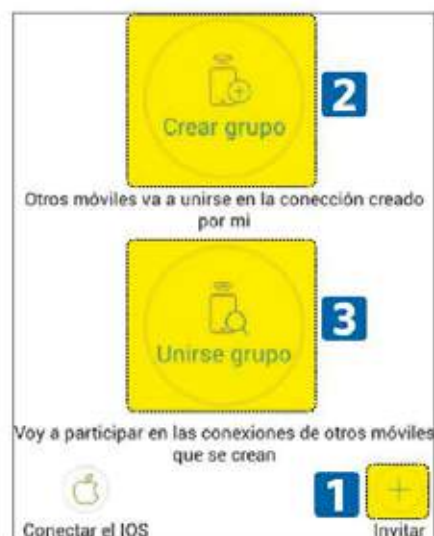 Crear grupo
2
Otros móviles va a unirse en la conección creado
por mi
Unirse grupo
3
Voy a participar en las conexiones de otros móviles
que se crean
1
Conectar el IOS
Invitar